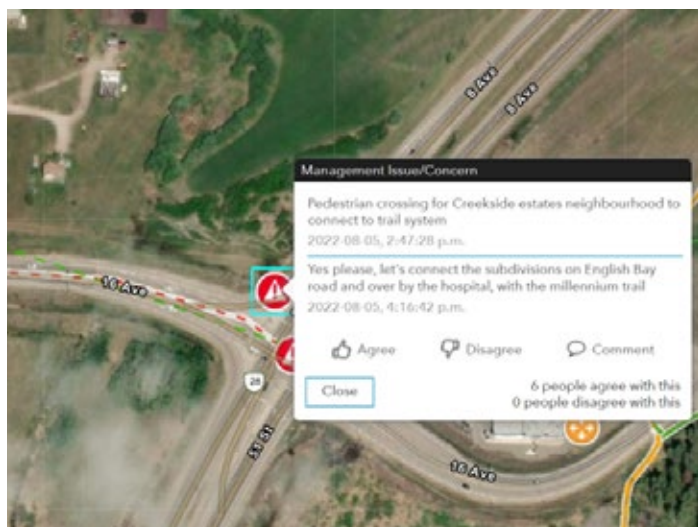 8 Ave
8 Ave
Management Issue/Concern
Pedestrian crossing for Creekside estates neighbourhood to
connect to trail system
2022-08-05, 2:47:28 p.m.
Yes please, let's connect the subdivisions on English Bay
road and over by the hospital, with the millennium trail
2022-08-05, 4:16:42 p.m.
16 Ave
Agree
Disagree
Comment
Close
6 people agree with this
0 people disagree with this
28
51 St
16 Ave